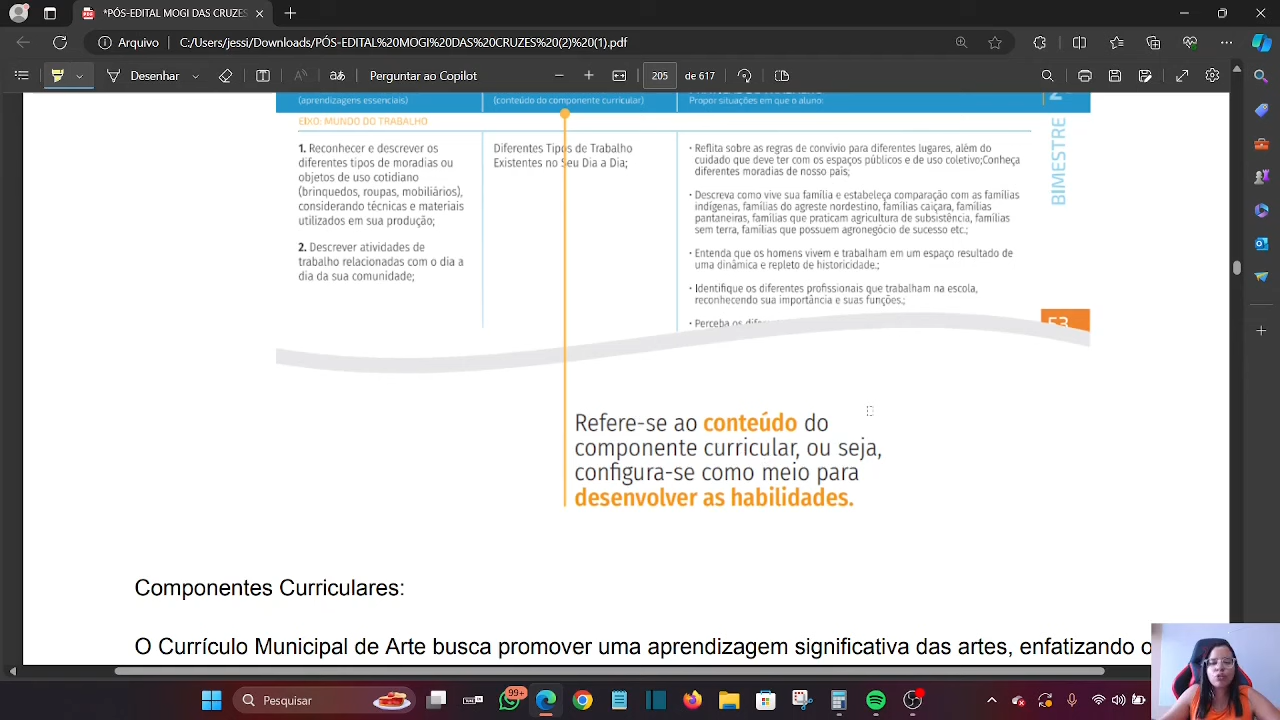 *PÓS-EDITAL MOGI DAS CRUZES
Arquivo
C:/Users/jessi/Downloads/PÓS-EDITAL%20MOGI%20DAS%20CRUZES%20(2)%20(1).pdf
Desenhar
Pergunte ao Copilot
205
de 617
(aprendizagens essenciais)
(conteúdo do componente curricular)
Propor situações em que o aluno:
BIMESTRE
EIXO: MUNDO DO TRABALHO
1. Reconhecer e descrever os
diferentes tipos de moradias ou
objetos de uso cotidiano
(brinquedos, roupas, mobiliários),
considerando técnicas e materiais
utilizados em sua produção;
2. Descrever atividades de
trabalho relacionadas com o dia a
dia da sua comunidade;
Diferentes Tipos de Trabalho
Existentes no Seu Dia a Dia;
• Reflita sobre as regras de convivio para diferentes lugares, além do
cuidado que deve ter com os espaços públicos e de uso coletivo;Conheça
diferentes moradias de nosso país;
• Descreva como vive sua família e estabeleça comparação com as famílias
indígenas, famílias do agreste nordestino, famílias caiçara, famílias
pantaneiras, famílias que praticam agricultura de subsistência, famílias
sem terra, famílias que possuem agronegócio de sucesso etc.;
• Entenda que os homens vivem e trabalham em um espaço resultado de
uma dinâmica e repleto de historicidade.;
• Identifique os diferentes profissionais que trabalham na escola,
reconhecendo sua importância e suas funções.;
• Perceba os
53
Refere-se ao conteúdo do
componente curricular, ou seja,
configura-se como meio para
desenvolver as habilidades.
Componentes Curriculares:
O Currículo Municipal de Arte busca promover uma aprendizagem significativa das artes, enfatizando
Pesquisar
99+